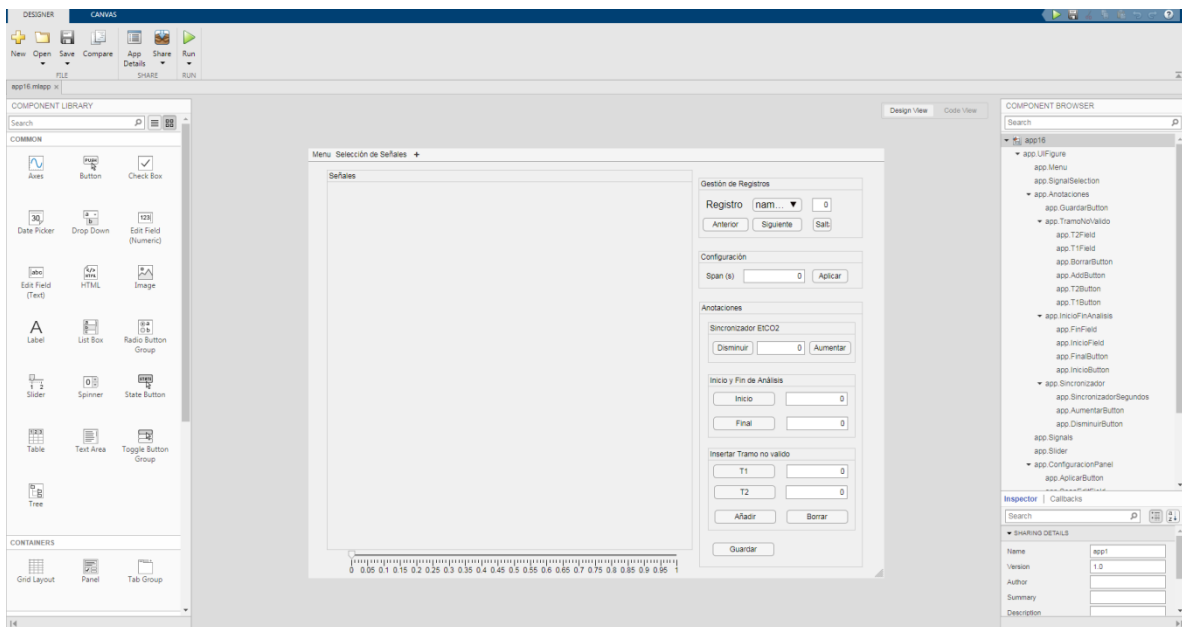 DESIGNER CANVAS
New Open Save Compare App Details Share Run
FILE SHARE RUN
app16.mlapp ×
COMPONENT LIBRARY
Search
COMMON
Axes Button Check Box
Date Picker Drop Down Edit Field (Numeric)
Edit Field (Text) HTML Image
Label List Box Radio Button Group
Slider Spinner State Button
Table Text Area Toggle Button Group
Tree
CONTAINERS
Grid Layout Panel Tab Group
Design View Code View
Menu Selección de Señales +
Señales
0 0.05 0.1 0.15 0.2 0.25 0.3 0.35 0.4 0.45 0.5 0.55 0.6 0.65 0.7 0.75 0.8 0.85 0.9 0.95 1
Gestión de Registros
Registro nam... ▼ 0
Anterior Siguiente Salt
Configuración
Span (s) 0 Aplicar
Anotaciones
Sincronizador EtCO2
Disminuir 0 Aumentar
Inicio y Fin de Análisis
Inicio 0
Final 0
Insertar Tramo no valido
T1 0
T2 0
Añadir Borrar
Guardar
COMPONENT BROWSER
Search
app16
app.UIFigure
app.Menu
app.SignalSelection
app.Anotaciones
app.GuardarButton
app.TramoNoValido
app.T2Field
app.T1Field
app.BorrarButton
app.AddButton
app.T2Button
app.T1Button
app.InicioFinAnalisis
app.FinField
app.InicioField
app.FinalButton
app.InicioButton
app.Sincronizador
app.SincronizadorSegundos
app.AumentarButton
app.DisminuirButton
app.Signals
app.Slider
app.ConfiguracionPanel
app.AplicarButton
Inspector | Callbacks
Search
SHARING DETAILS
Name app1
Version 1.0
Author
Summary
Description